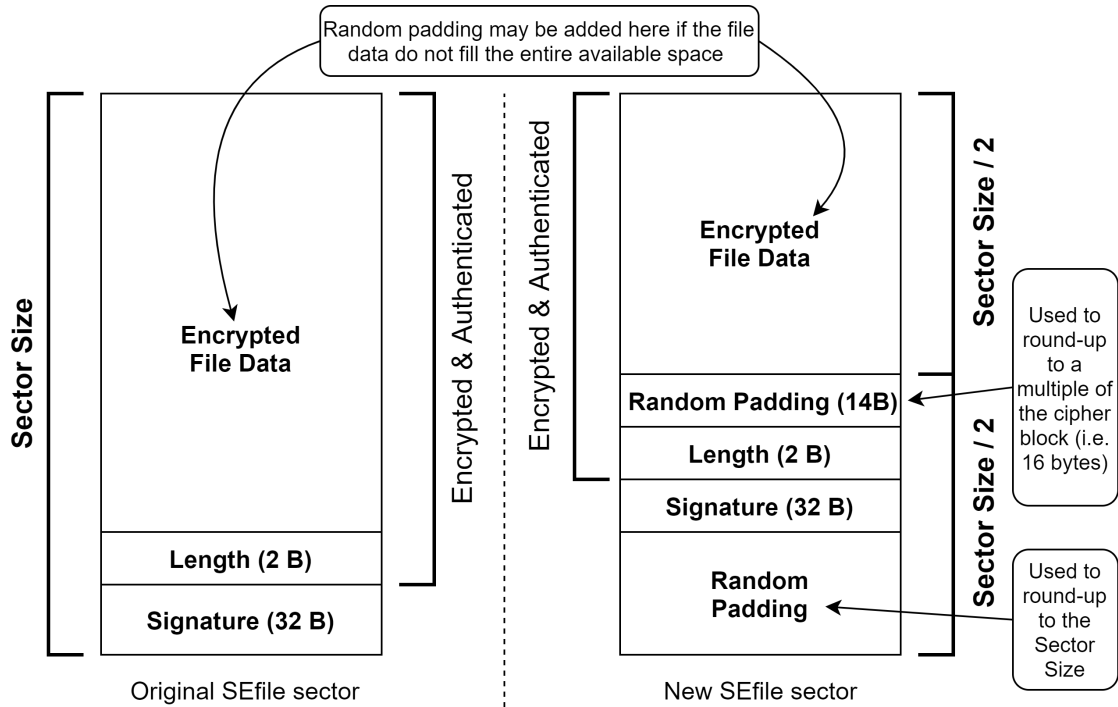 Random padding may be added here if the file
data do not fill the entire available space
Sector Size
Encrypted
File Data
Length (2 B)
Signature (32 B)
Encrypted & Authenticated
Original SEfile sector
Encrypted & Authenticated
Encrypted
File Data
Random Padding (14B)
Length (2 B)
Signature (32 B)
Random
Padding
Sector Size / 2
Sector Size / 2
New SEfile sector
Used to
round-up
to a
multiple of
the cipher
block (i.e.
16 bytes)
Used to
round-up
to the
Sector
Size